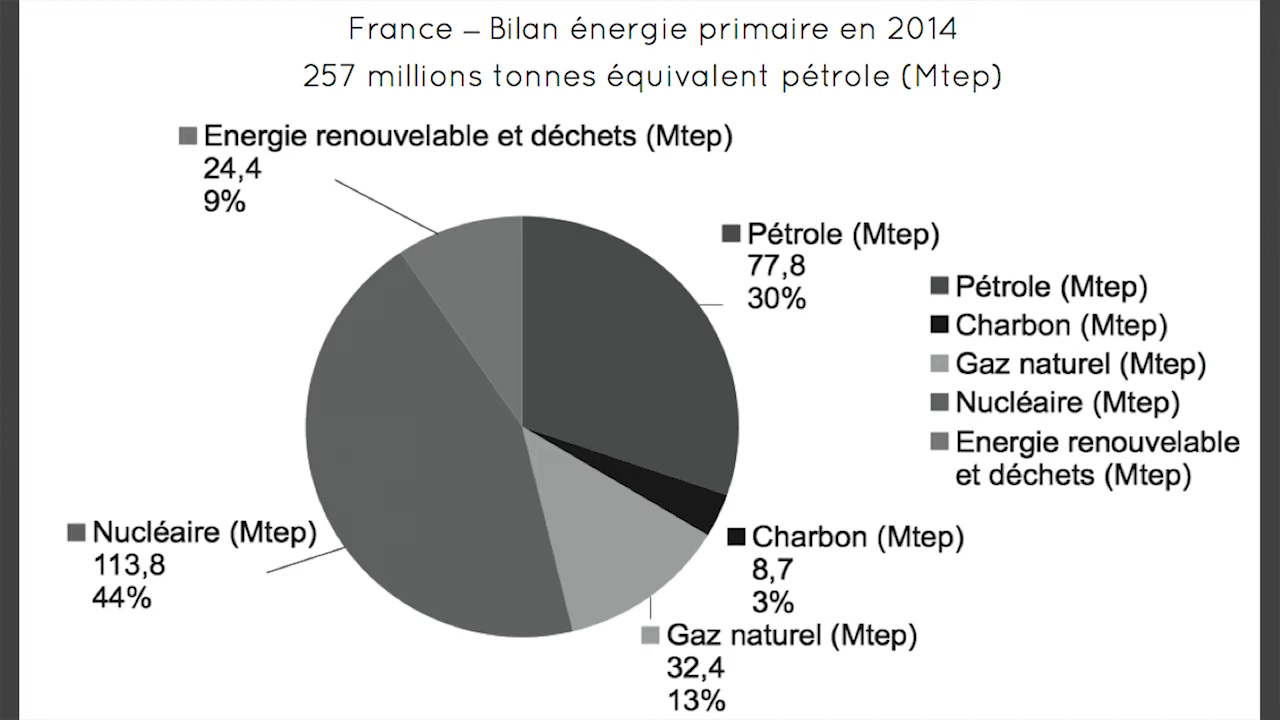 France – Bilan énergie primaire en 2014
257 millions tonnes équivalent pétrole (Mtep)
Energie renouvelable et déchets (Mtep)
24,4
9%
Pétrole (Mtep)
77,8
30%
Pétrole (Mtep)
Charbon (Mtep)
Gaz naturel (Mtep)
Nucléaire (Mtep)
Energie renouvelable
et déchets (Mtep)
Nucléaire (Mtep)
113,8
44%
Charbon (Mtep)
8,7
3%
Gaz naturel (Mtep)
32,4
13%